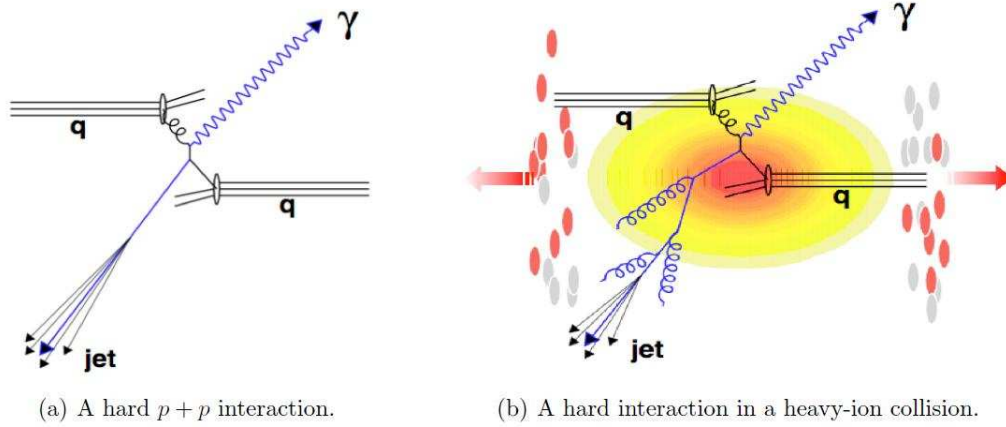 γ
q
q
jet
(a) A hard p + p interaction.
γ
q
q
jet
(b) A hard interaction in a heavy-ion collision.